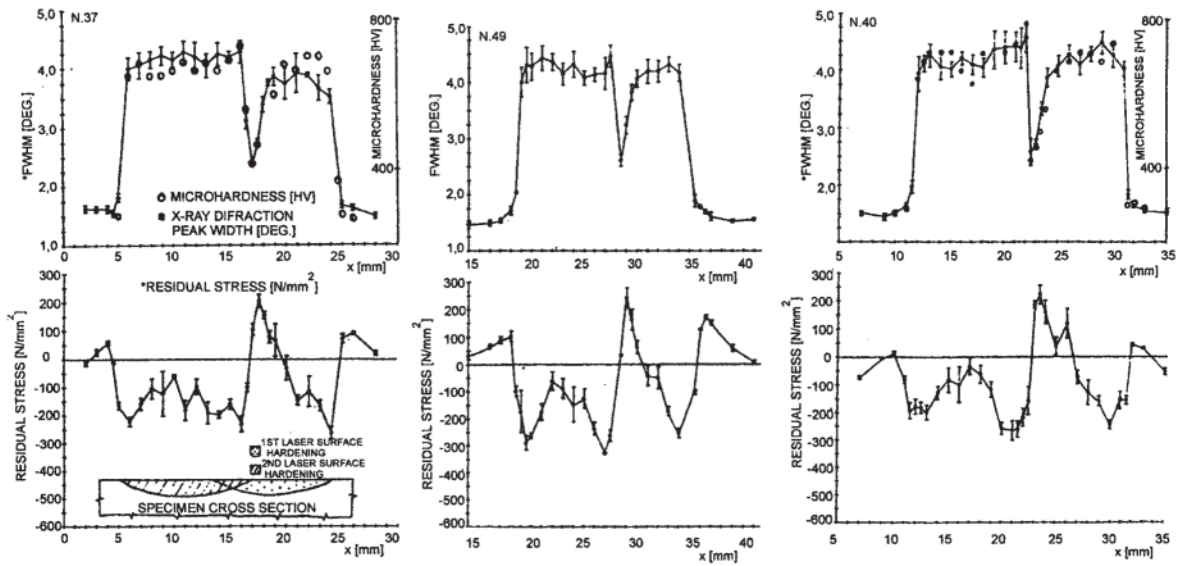 N.37
5,0
4,0
3,0
2,0
1,0
*FWHM [DEG.]
800
400
MICROHARDNESS [HV]
MICROHARDNESS [HV]
X-RAY DIFRACTION
PEAK WIDTH [DEG.]
0 5 10 15 20 25 30
x [mm]
N.49
5,0
4,0
3,0
2,0
1,0
FWHM [DEG.]
15 20 25 30 35 40
x [mm]
N.40
5,0
4,0
3,0
2,0
1,0
*FWHM [DEG.]
800
400
MICROHARDNESS [HV]
5 10 15 20 25 30 35
x [mm]
300
200
100
0
-100
-200
-300
-400
-500
-600
RESIDUAL STRESS [N/mm²]
*RESIDUAL STRESS [N/mm²]
1ST LASER SURFACE
HARDENING
2ND LASER SURFACE
HARDENING
SPECIMEN CROSS SECTION
0 5 10 15 20 25 30
x [mm]
300
200
100
0
-100
-200
-300
-400
-500
-600
RESIDUAL STRESS [N/mm²]
15 20 25 30 35 40
x [mm]
300
200
100
0
-100
-200
-300
-400
-500
-600
RESIDUAL STRESS [N/mm²]
5 10 15 20 25 30 35
x [mm]